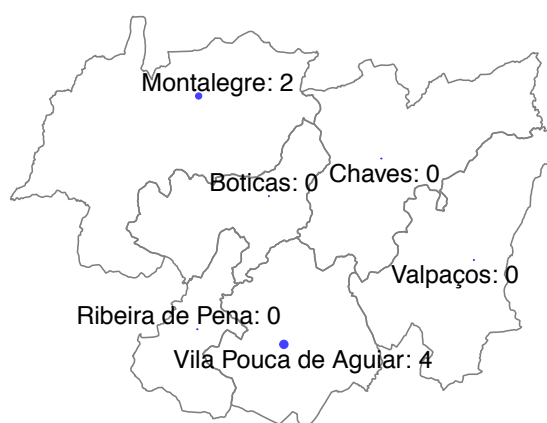 Montalegre: 2
Boticas: 0
Chaves: 0
Valpaços: 0
Ribeira de Pena: 0
Vila Pouca de Aguiar: 4